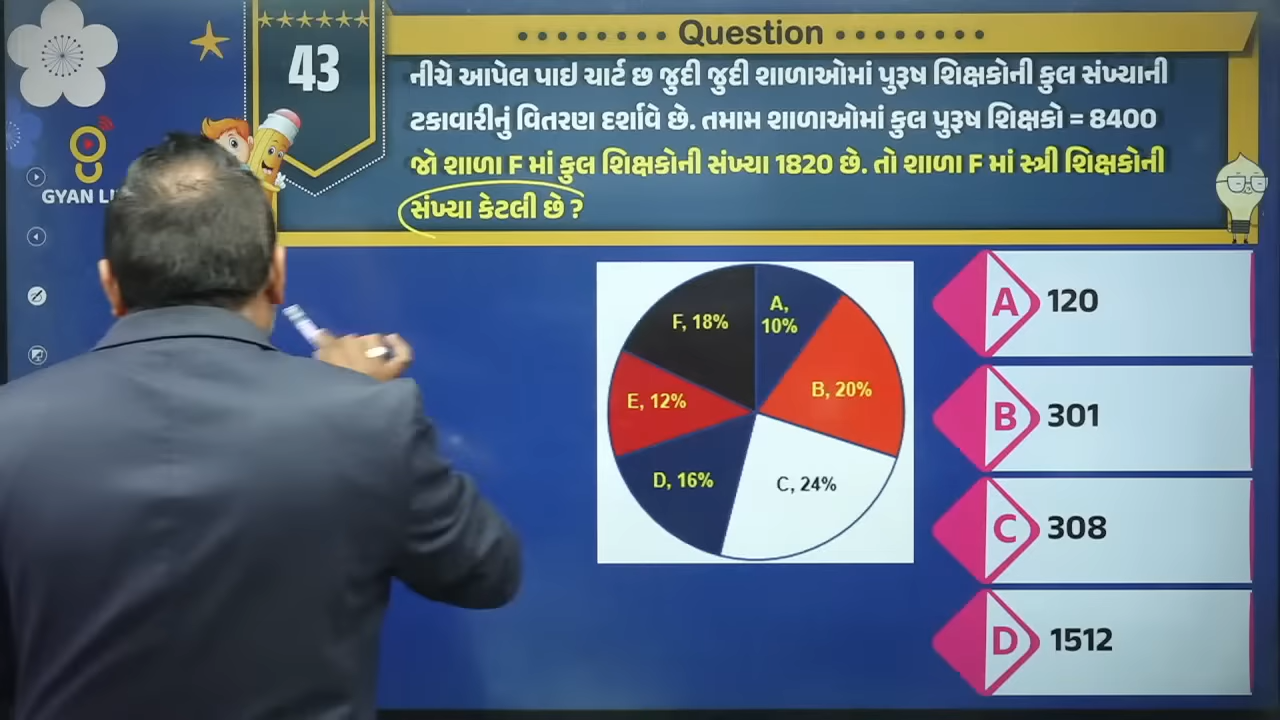 Question
43
નીચે આપેલ પાઇ ચાર્ટ છ જુદી જુદી શાળાઓમાં પુરૂષ શિક્ષકોની કુલ સંખ્યાની
ટકાવારીનું વિતરણ દર્શાવે છે. તમામ શાળાઓમાં કુલ પુરૂષ શિક્ષકો = 8400
જો શાળા F માં કુલ શિક્ષકોની સંખ્યા 1820 છે. તો શાળા F માં સ્ત્રી શિક્ષકોની
સંખ્યા કેટલી છે ?
GYAN
F, 18%
A,
10%
B, 20%
E, 12%
D, 16%
C, 24%
A 120
B 301
C 308
D 1512